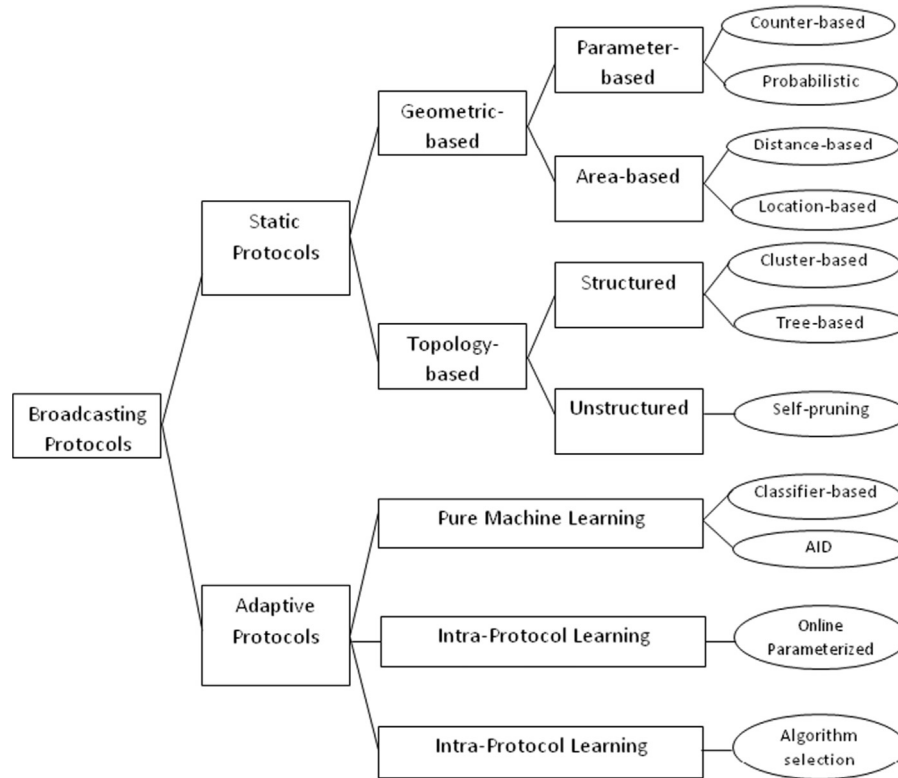 Counter-based
Parameter-
based
Probabilistic
Geometric-
based
Distance-based
Area-based
Location-based
Static
Protocols
Cluster-based
Structured
Tree-based
Topology-
based
Unstructured
Self-pruning
Broadcasting
Protocols
Classifier-based
Pure Machine Learning
AID
Adaptive
Protocols
Intra-Protocol Learning
Online
Parameterized
Intra-Protocol Learning
Algorithm
selection